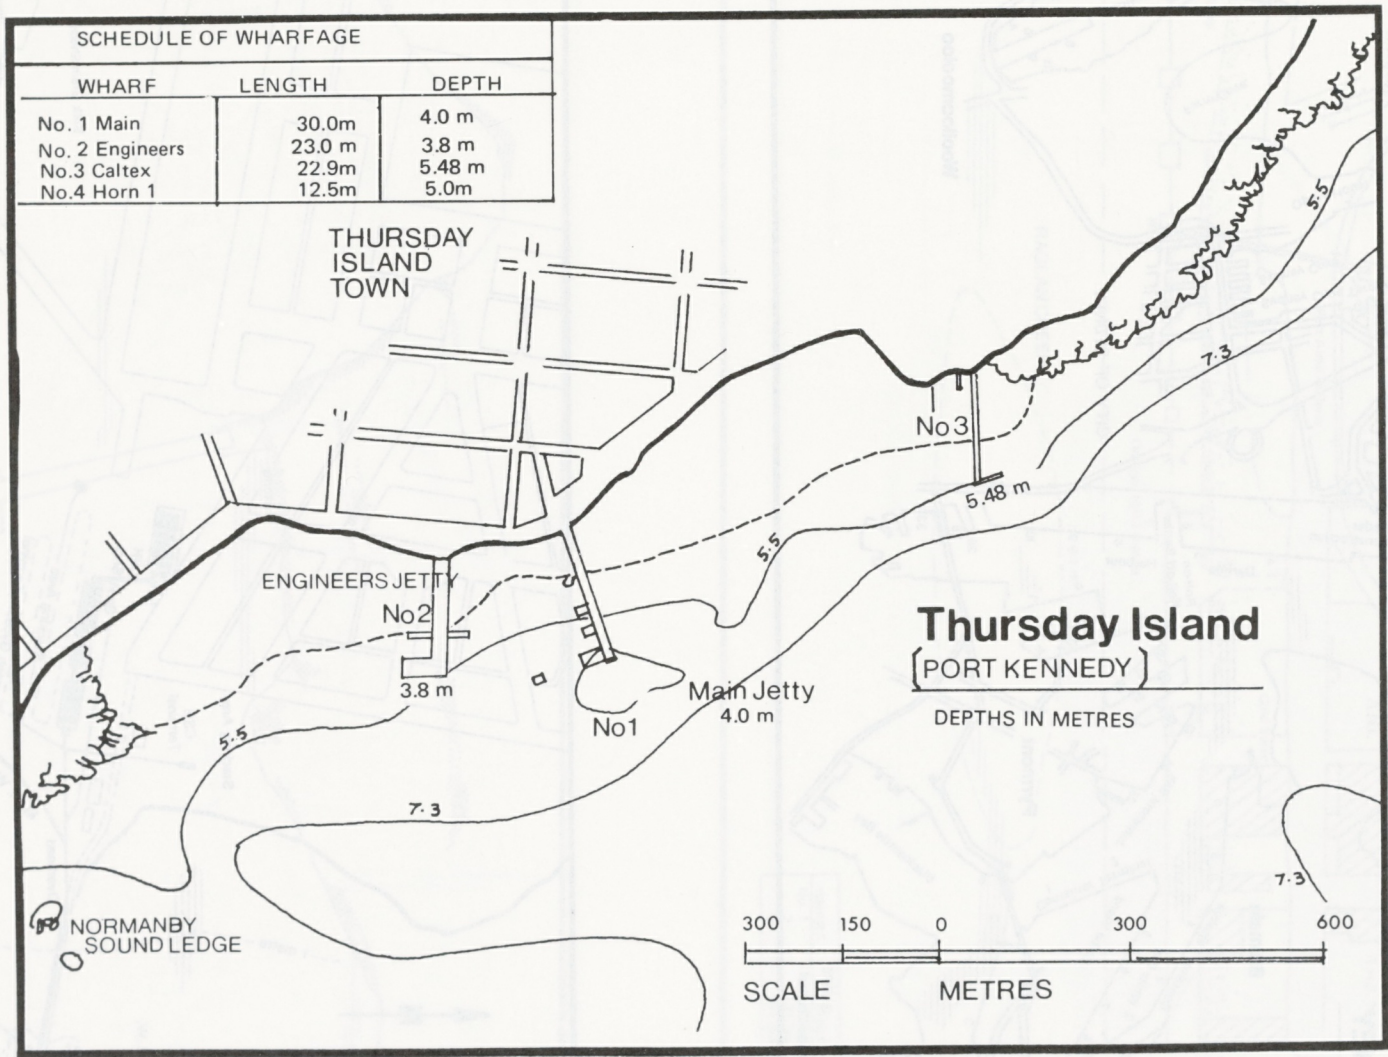 SCHEDULE OF WHARFAGE
WHARF LENGTH DEPTH
No. 1 Main 30.0m 4.0 m
No. 2 Engineers 23.0 m 3.8 m
No.3 Caltex 22.9m 5.48 m
No.4 Horn 1 12.5m 5.0m
THURSDAY
ISLAND
TOWN
5.5
7.3
No3
5.48 m
5.5
ENGINEERS JETTY
No2
3.8 m
Main Jetty
4.0 m
No1
5.5
7.3
Thursday Island
(PORT KENNEDY)
DEPTHS IN METRES
7.3
NORMANBY
SOUND LEDGE
300 150 0 300 600
SCALE METRES